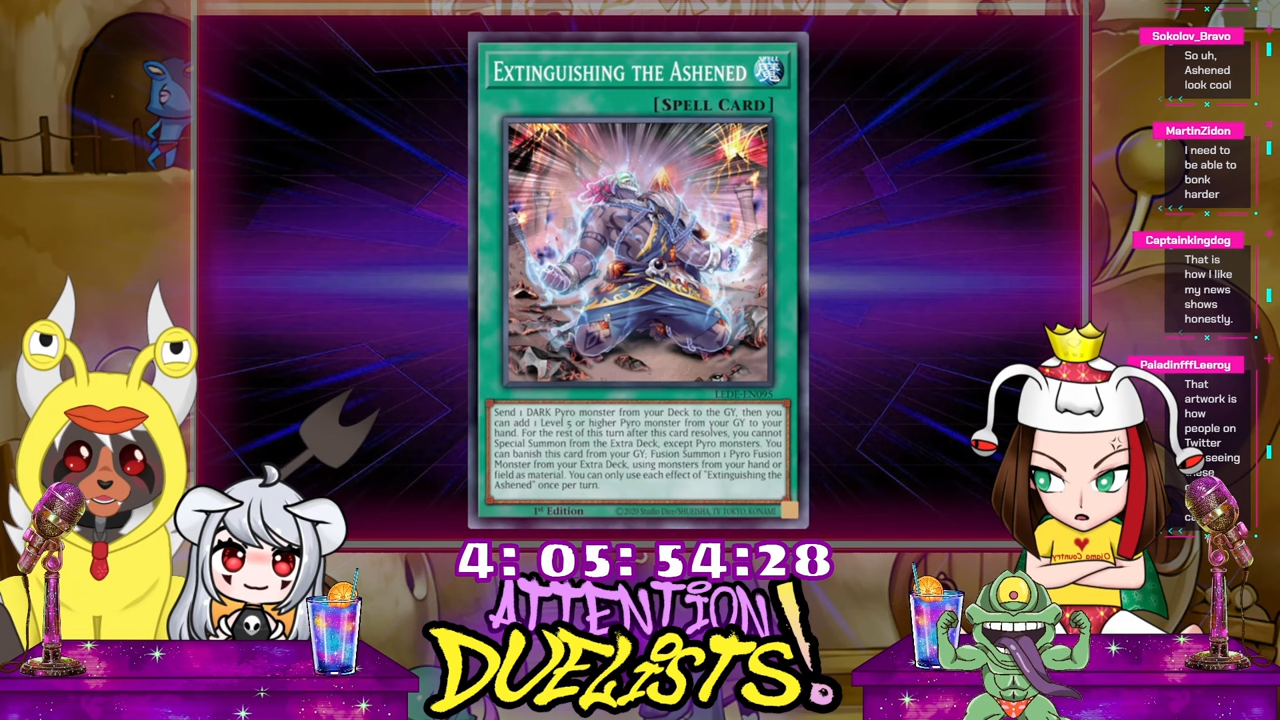 EXTINGUISHING THE ASHENED
[SPELL CARD]
LEDE-EN095
Send 1 DARK Pyro monster from your Deck to the GY, then you
can add 1 Level 5 or higher Pyro monster from your GY to your
hand. For the rest of this turn after this card resolves, you cannot
Special Summon from the Extra Deck, except Pyro monsters. You
can banish this card from your GY; Fusion Summon 1 Pyro Fusion
Monster from your Extra Deck, using monsters from your hand or
field as material. You can only use each effect of "Extinguishing the
Ashened" once per turn.
1st Edition
©2020 Studio Dice/SHUEISHA, TV TOKYO, KONAMI
4: 05: 54:28
ATTENTION
DUELISTS!
Sokolov_Bravo
So uh,
Ashened
look cool
MartinZidon
I need to
be able to
bonk
harder
Captainkingdog
That is
how I like
my news
shows
honestly.
PaladinfffLeeroy
That
artwork is
how
people on
Twitter
seeing
Ojama Country